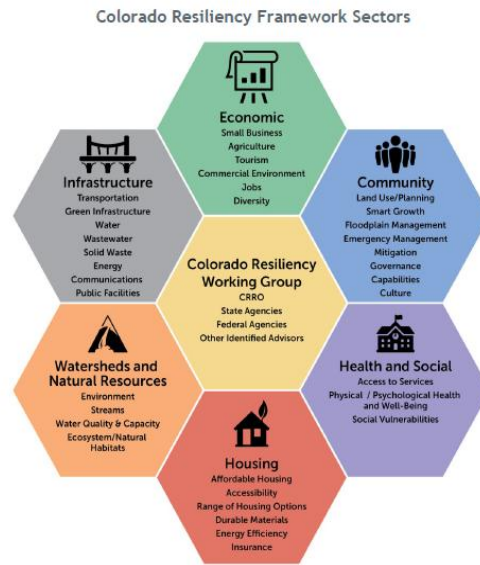 Colorado Resiliency Framework Sectors
Economic
Small Business
Agriculture
Tourism
Commercial Environment
Jobs
Diversity
Infrastructure
Transportation
Green Infrastructure
Water
Wastewater
Solid Waste
Energy
Communications
Public Facilities
Community
Land Use/Planning
Smart Growth
Floodplain Management
Emergency Management
Mitigation
Governance
Capabilities
Culture
Colorado Resiliency
Working Group
CRRO
State Agencies
Federal Agencies
Other Identified Advisors
Watersheds and
Natural Resources
Environment
Streams
Water Quality & Capacity
Ecosystem/Natural
Habitats
Health and Social
Access to Services
Physical / Psychological Health
and Well-Being
Social Vulnerabilities
Housing
Affordable Housing
Accessibility
Range of Housing Options
Durable Materials
Energy Efficiency
Insurance